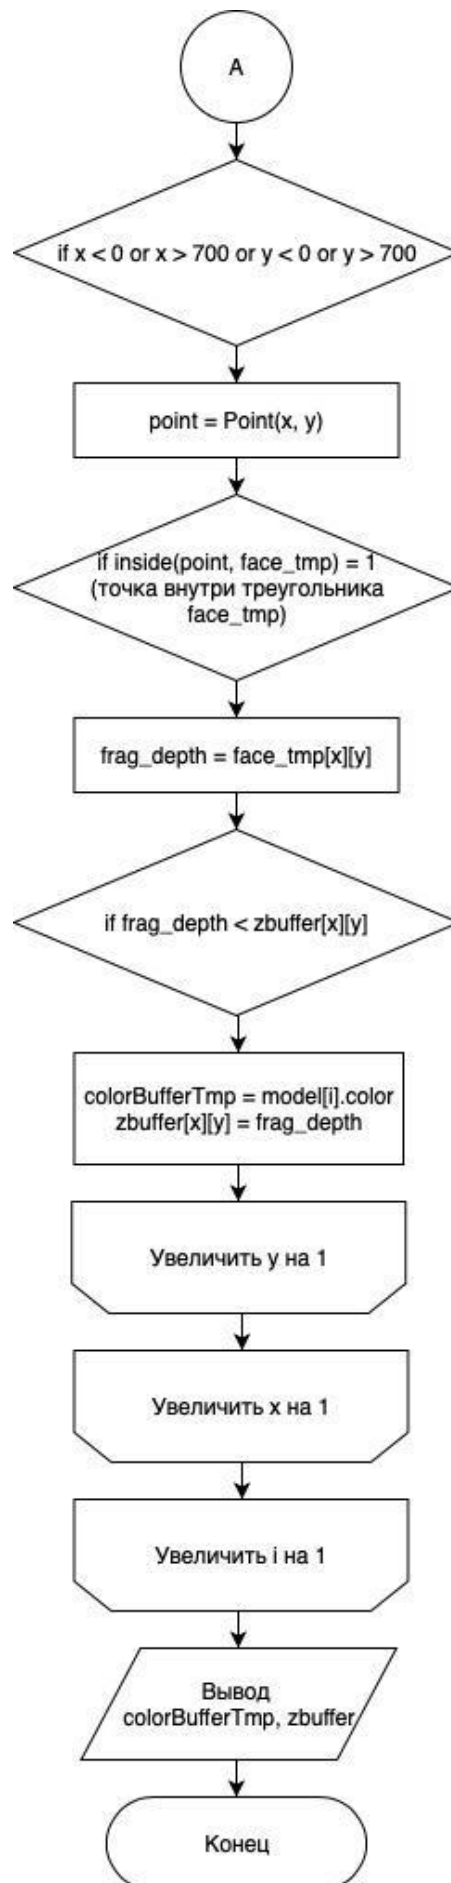 A
if x < 0 or x > 700 or y < 0 or y > 700
point = Point(x, y)
if inside(point, face_tmp) = 1
(точка внутри треугольника
face_tmp)
frag_depth = face_tmp[x][y]
if frag_depth < zbuffer[x][y]
colorBufferTmp = model[i].color
zbuffer[x][y] = frag_depth
Увеличить y на 1
Увеличить x на 1
Увеличить i на 1
Вывод
colorBufferTmp, zbuffer
Конец